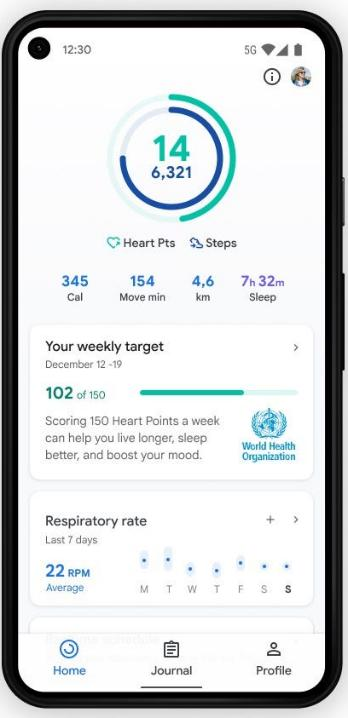 12:30
5G
14
6,321
Heart Pts Steps
345 154 4,6 7h 32m
Cal Move min km Sleep
Your weekly target
December 12 -19
102 of 150
Scoring 150 Heart Points a week
can help you live longer, sleep
better, and boost your mood.
World Health
Organization
Respiratory rate
Last 7 days
22 RPM
Average
M T W T F S S
Home Journal Profile